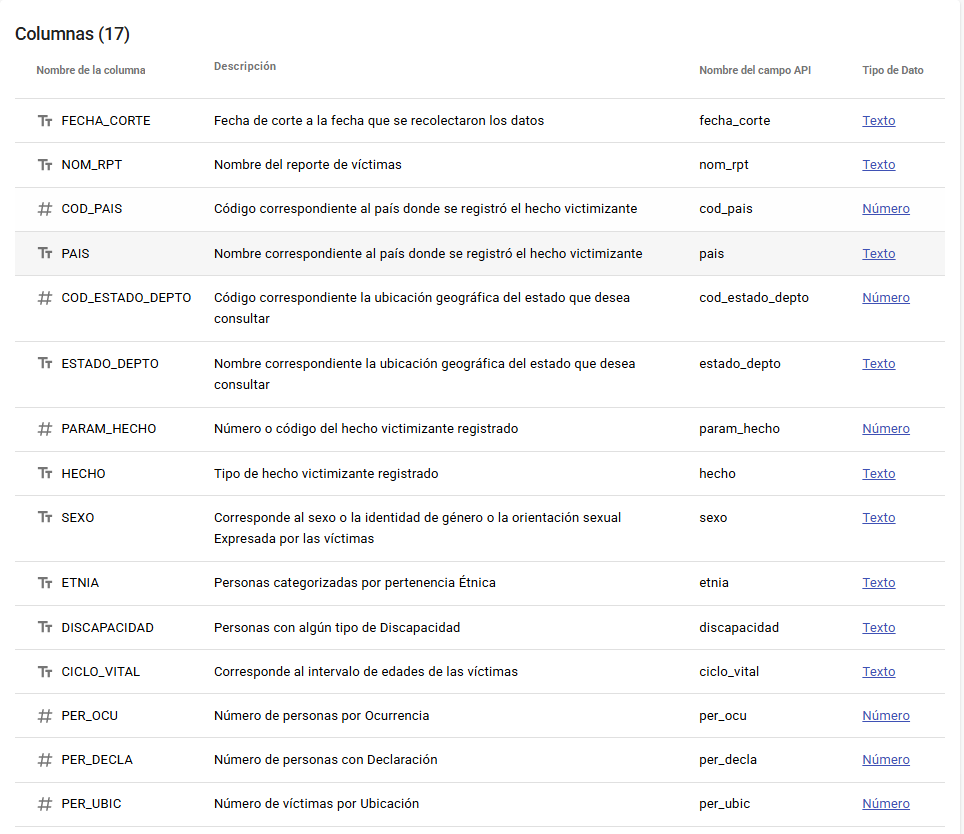 Columnas (17)
Nombre de la columna Descripción Nombre del campo API Tipo de Dato
FECHA_CORTE Fecha de corte a la fecha que se recolectaron los datos fecha_corte Texto
NOM_RPT Nombre del reporte de víctimas nom_rpt Texto
COD_PAIS Código correspondiente al país donde se registró el hecho victimizante cod_pais Número
PAIS Nombre correspondiente al país donde se registró el hecho victimizante pais Texto
COD_ESTADO_DEPTO Código correspondiente la ubicación geográfica del estado que desea cod_estado_depto Número
consultar
ESTADO_DEPTO Nombre correspondiente la ubicación geográfica del estado que desea estado_depto Texto
consultar
PARAM_HECHO Número o código del hecho victimizante registrado param_hecho Número
HECHO Tipo de hecho victimizante registrado hecho Texto
SEXO Corresponde al sexo o la identidad de género o la orientación sexual sexo Texto
Expresada por las víctimas
ETNIA Personas categorizadas por pertenencia Étnica etnia Texto
DISCAPACIDAD Personas con algún tipo de Discapacidad discapacidad Texto
CICLO_VITAL Corresponde al intervalo de edades de las víctimas ciclo_vital Texto
PER_OCU Número de personas por Ocurrencia per_ocu Número
PER_DECLA Número de personas con Declaración per_decla Número
PER_UBIC Número de víctimas por Ubicación per_ubic Número